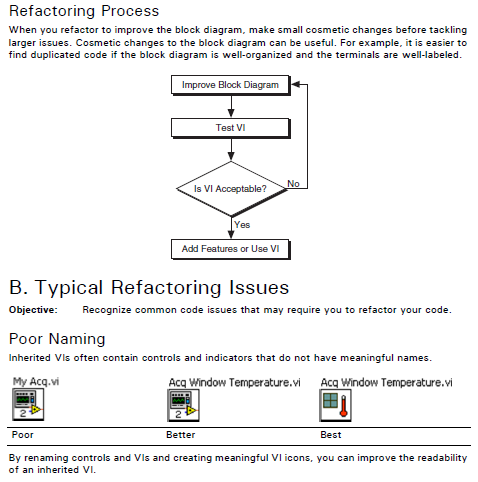 Refactoring Process
When you refactor to improve the block diagram, make small cosmetic changes before tackling
larger issues. Cosmetic changes to the block diagram can be useful. For example, it is easier to
find duplicated code if the block diagram is well-organized and the terminals are well-labeled.
Improve Block Diagram
Test VI
Is VI Acceptable?
No
Yes
Add Features or Use VI
B. Typical Refactoring Issues
Objective: Recognize common code issues that may require you to refactor your code.
Poor Naming
Inherited VIs often contain controls and indicators that do not have meaningful names.
My Acq.vi Acq Window Temperature.vi Acq Window Temperature.vi
2 2
Poor Better Best
By renaming controls and VIs and creating meaningful VI icons, you can improve the readability
of an inherited VI.